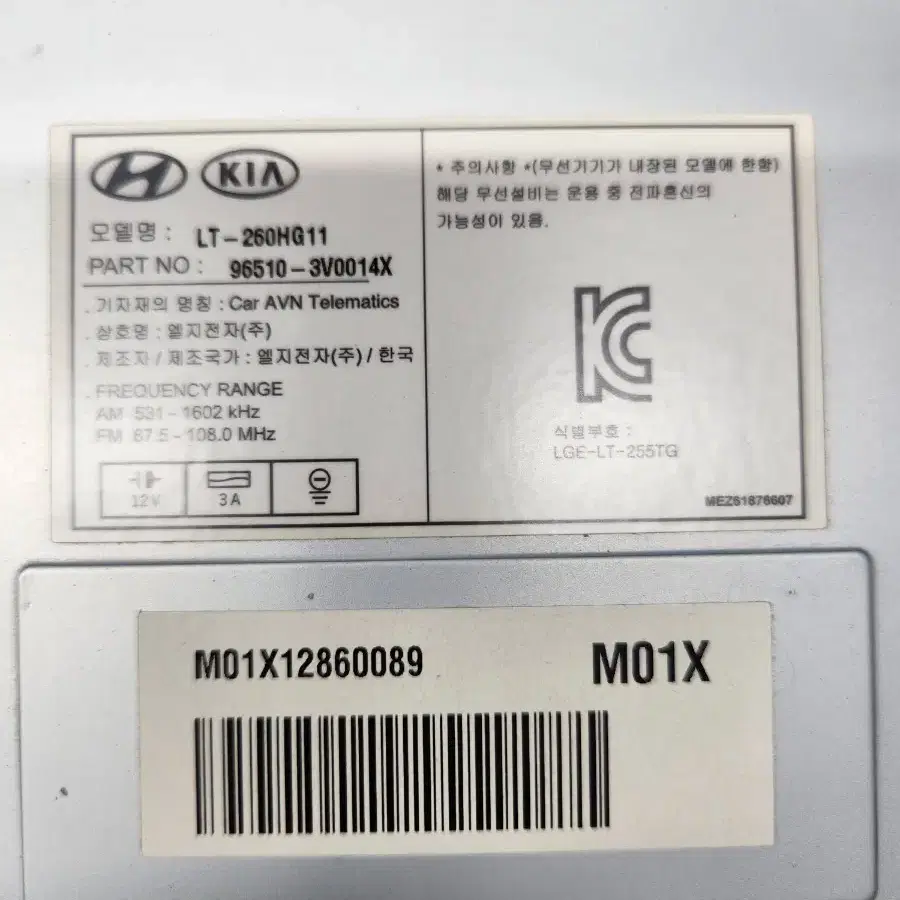 KIA
모델명 : LT-260HG11
PART NO : 96510-3V0014X
. 기자재의 명칭 : Car AVN Telematics
. 상호명 : 엘지전자(주)
. 제조자 / 제조국가 : 엘지전자(주) / 한국
. FREQUENCY RANGE
AM 531-1602 kHz
FM 87.5-108.0 MHz
12V
3A
* 주의사항 *(무선기기가 내장된 모델에 한함)
해당 무선설비는 운용 중 전파혼신의
가능성이 있음.
KC
식별부호 :
LGE-LT-255TG
MEZ61876607
M01X12860089
M01X